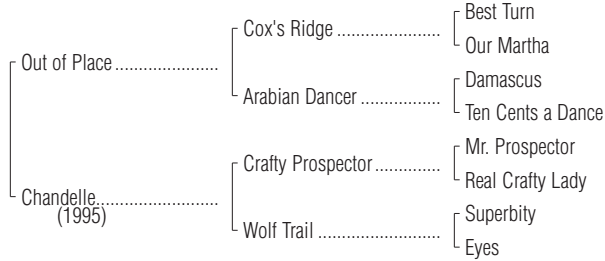 Best Turn
Cox's Ridge ......................
Our Martha
Out of Place ......................
Damascus
Arabian Dancer .................
Ten Cents a Dance
Mr. Prospector
Crafty Prospector..............
Real Crafty Lady
Chandelle..........................
(1995)
Superbity
Wolf Trail ..........................
Eyes